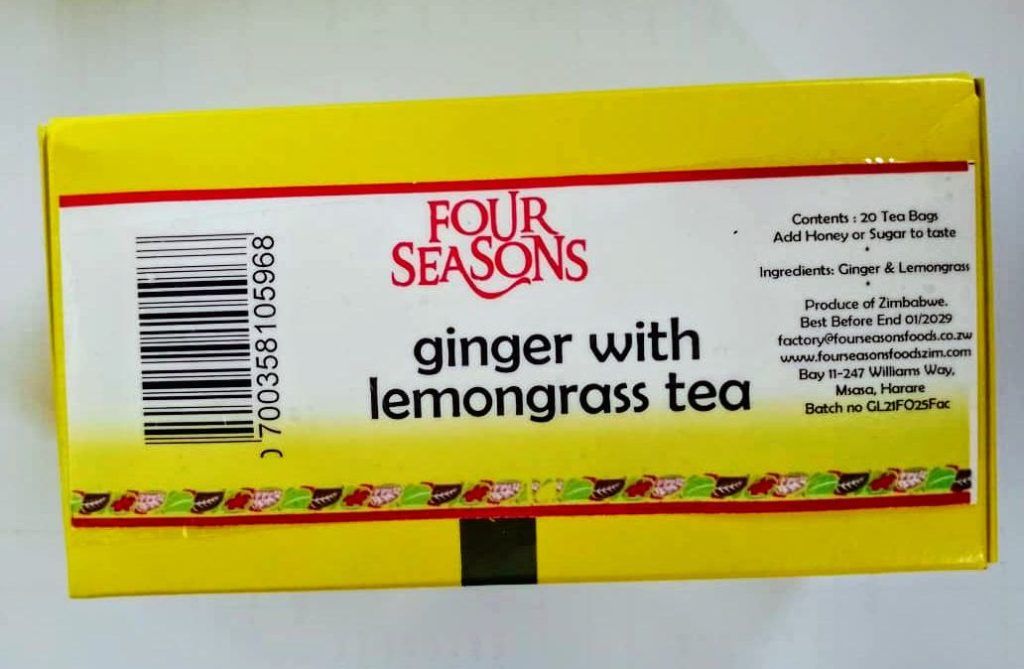 FOUR
SEASONS
ginger with
lemongrass tea
700358105968
Contents : 20 Tea Bags
Add Honey or Sugar to taste
•
Ingredients: Ginger & Lemongrass
•
Produce of Zimbabwe.
Best Before End 01/2029
factory@fourseasonsfoods.co.zw
www.fourseasonsfoodszim.com
Bay 11-247 Williams Way,
Msasa, Harare
Batch no GL21FO25Fac